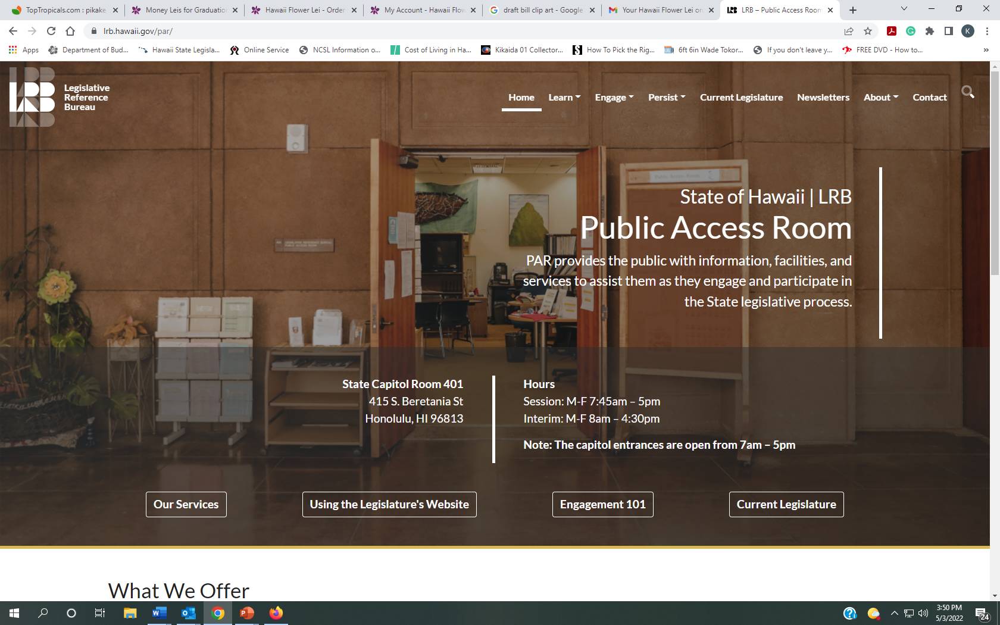 TopTropicals.com : pikake
Money Leis for Graduatio
Hawaii Flower Lei - Order
My Account - Hawaii Flow
draft bill clip art - Google
Your Hawaii Flower Lei or
LRB – Public Access Room
lrb.hawaii.gov/par/
K
Apps
Department of Bud...
Hawaii State Legisla...
Online Service
NCSL Information o...
Cost of Living in Ha...
Kikaida 01 Collector...
How To Pick the Rig...
6ft 6in Wade Tokor...
If you don't leave y...
FREE DVD - How to...
»
LRB
Legislative
Reference
Bureau
Home
Learn
Engage
Persist
Current Legislature
Newsletters
About
Contact
Public Access Room
State of Hawaii | LRB
Public Access Room
PAR provides the public with information, facilities, and
services to assist them as they engage and participate in
the State legislative process.
State Capitol Room 401
415 S. Beretania St
Honolulu, HI 96813
Hours
Session: M-F 7:45am – 5pm
Interim: M-F 8am – 4:30pm
Note: The capitol entrances are open from 7am – 5pm
Our Services
Using the Legislature's Website
Engagement 101
Current Legislature
What We Offer
3:50 PM
5/3/2022
24